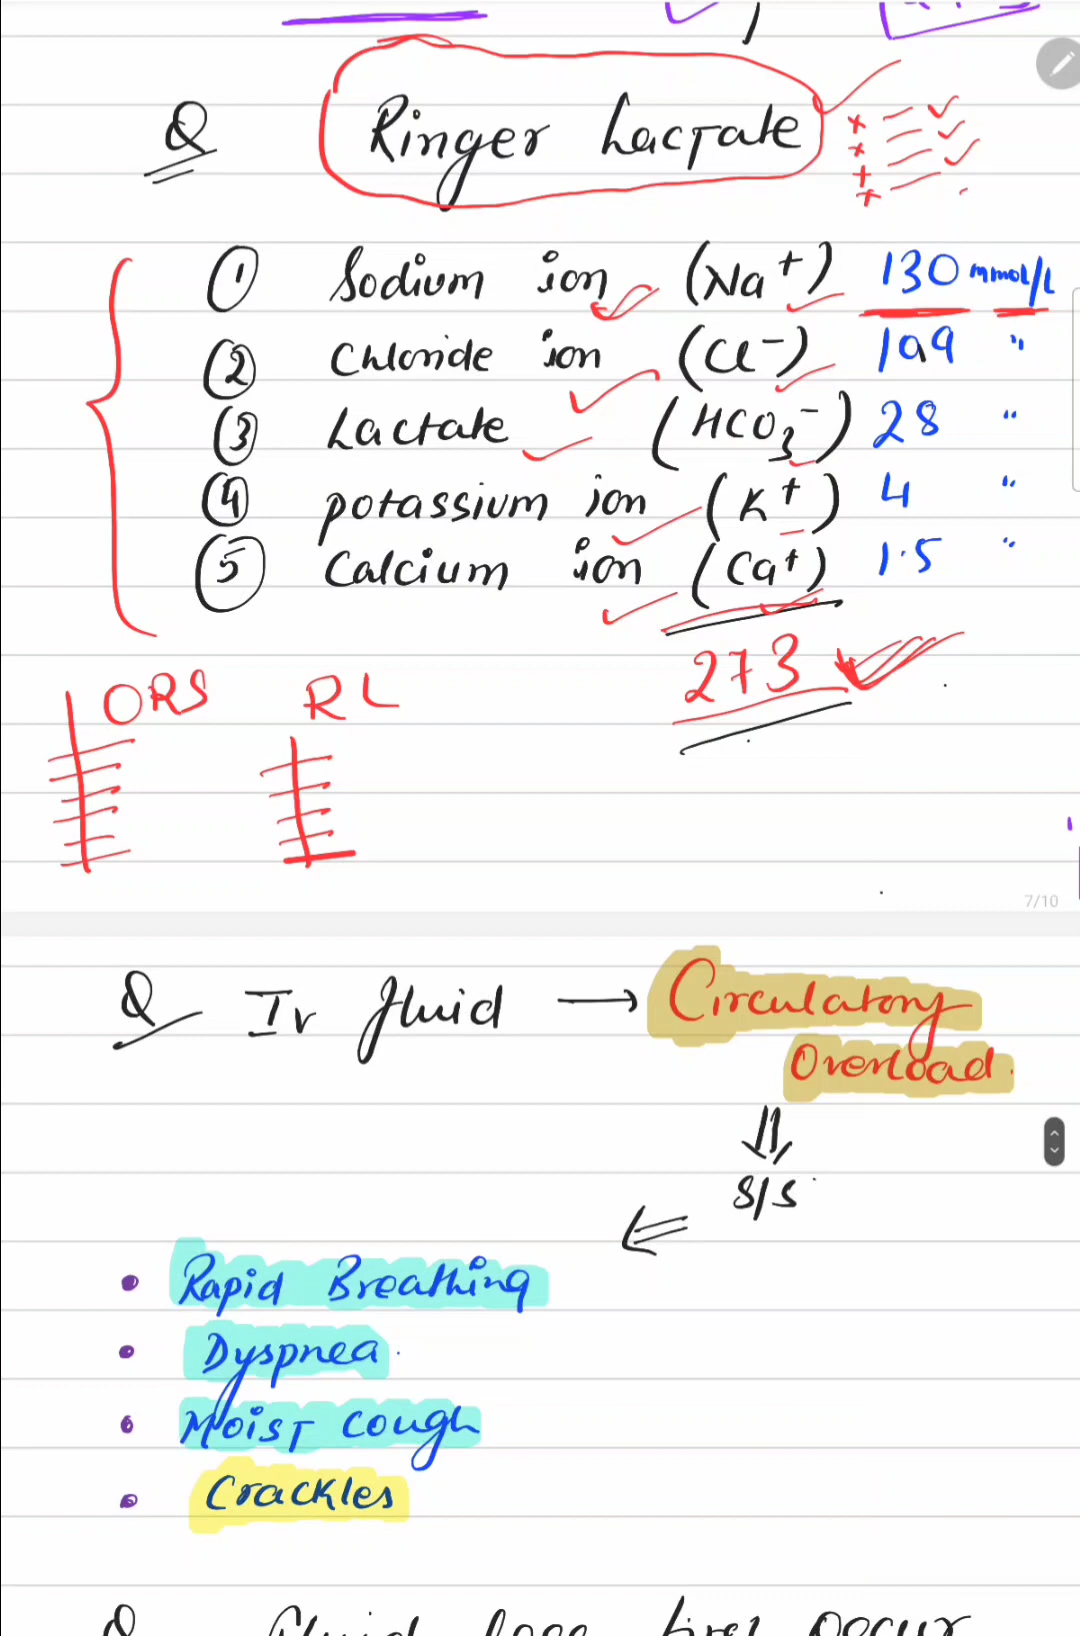 Q Ringer Lactate
① Sodium ion (Na+) 130 mmol/L
② Chloride ion (Cl-) 109 "
③ Lactate (HCO3-) 28 "
④ potassium ion (K+) 4 "
⑤ Calcium ion (Ca+) 1.5 "
273
ORS RL
7/10
Q Iv fluid → Circulatory
Overload.
S/S
• Rapid Breathing
• Dyspnea.
• Moist cough
• Crackles